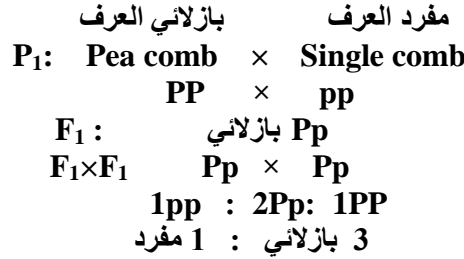 بازلائي العرف مفرد العرف
P₁: Pea comb × Single comb
PP × pp
F₁ : بازلائي Pp
F₁×F₁ Pp × Pp
1pp : 2Pp: 1PP
3 بازلائي : 1 مفرد